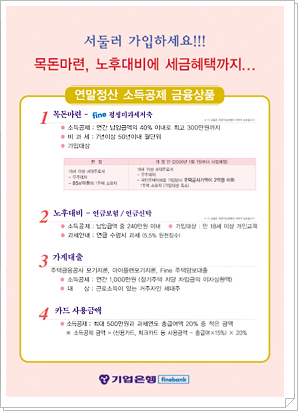 서둘러 가입하세요!!!
목돈마련, 노후대비에 세금혜택까지...
연말정산 소득공제 금융상품
1 목돈마련 - fine 평생비과세저축
소득공제 : 연간 납입금액의 40% 이내로 최고 300만원까지
비 과 세 : 7년이상 50년이내 월단위
가입대상
2 노후대비 - 연금보험 / 연금신탁
소득공제 : 납입금액 중 240만원 이내 가입대상 : 만 18세 이상 개인고객
과세안내 : 연금 수령시 과세 (5.5% 원천징수)
3 가계대출
주택금융공사 모기지론, 마이플랜모기지론, Fine 주택담보대출
소득공제 : 연간 1,000만원 (장기주택 저당 차입금의 이자상환액)
대 상 : 근로소득이 있는 거주자인 세대주
4 카드 사용금액
소득공제 : 최대 500만원과 과세연도 총급여액 20% 중 적은 금액
※ 소득공제 금액 = (신용카드, 체크카드 등 사용금액 - 총급여×15%) × 20%
기업은행 finebank